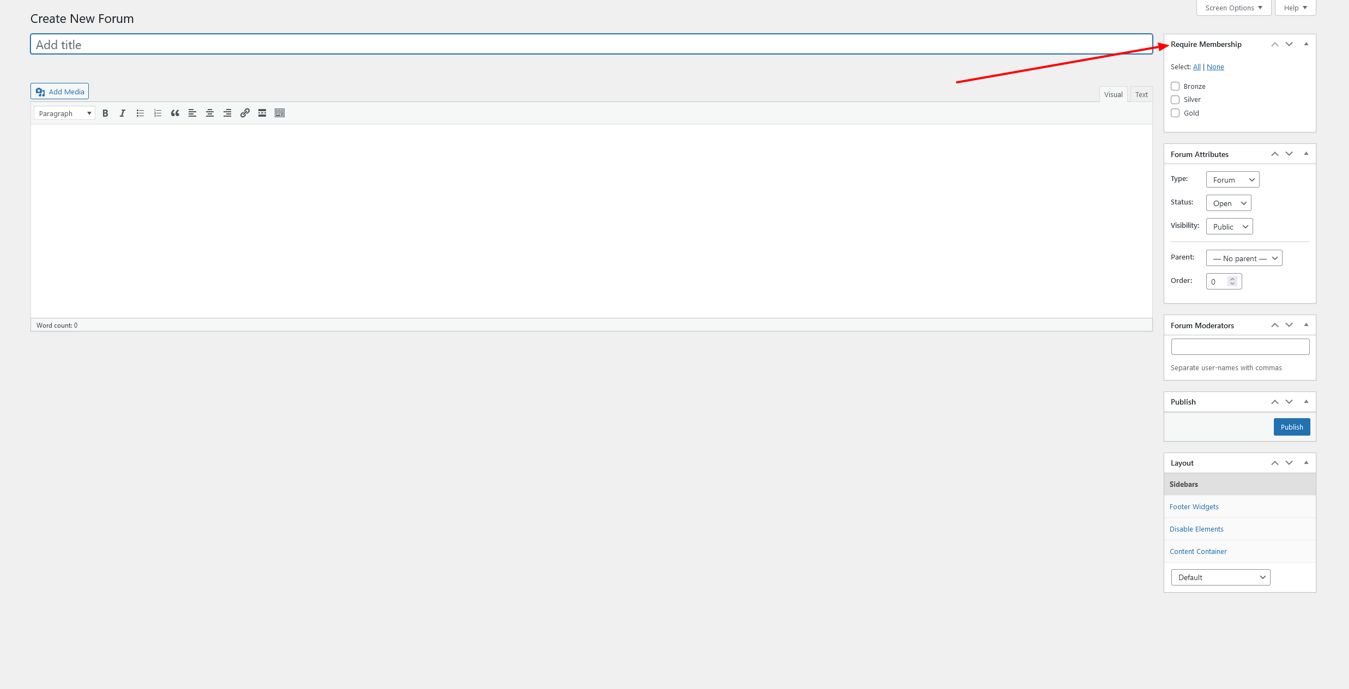 Screen Options
Help
Create New Forum
Add title
Add Media
Visual
Text
Paragraph
B
I
Word count: 0
Require Membership
Select: All | None
Bronze
Silver
Gold
Forum Attributes
Type: Forum
Status: Open
Visibility: Public
Parent: — No parent —
Order: 0
Forum Moderators
Separate user-names with commas
Publish
Publish
Layout
Sidebars
Footer Widgets
Disable Elements
Content Container
Default